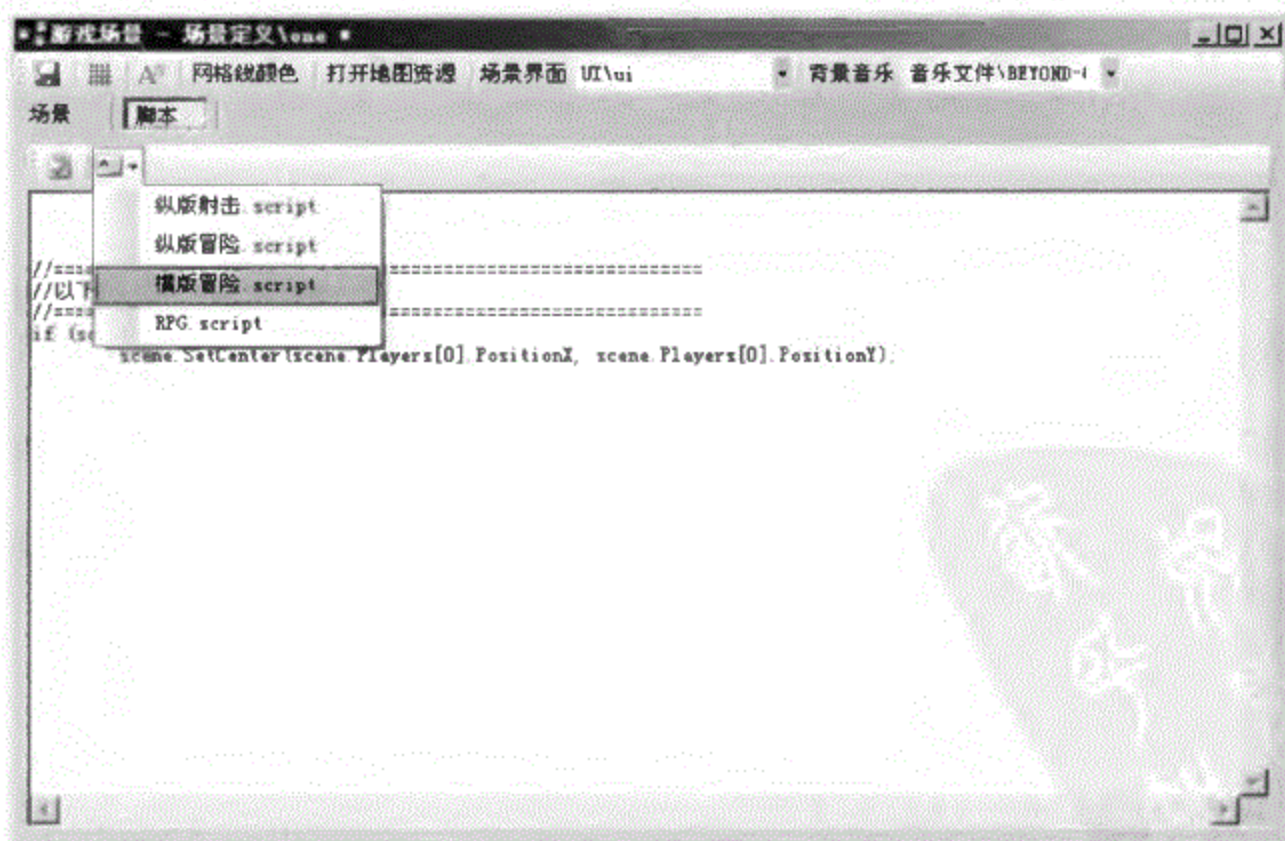 游戏场景 - 场景定义\one
网格线颜色 打开地图资源 场景界面 UI\ui 背景音乐 音乐文件\BEYOND-
场景 脚本
纵版射击.script
纵版冒险.script
横版冒险.script
RPG.script
//====
//以下
//====
if (sc
scene.SetCenter(scene.Players[0].PositionX, scene.Players[0].PositionY);